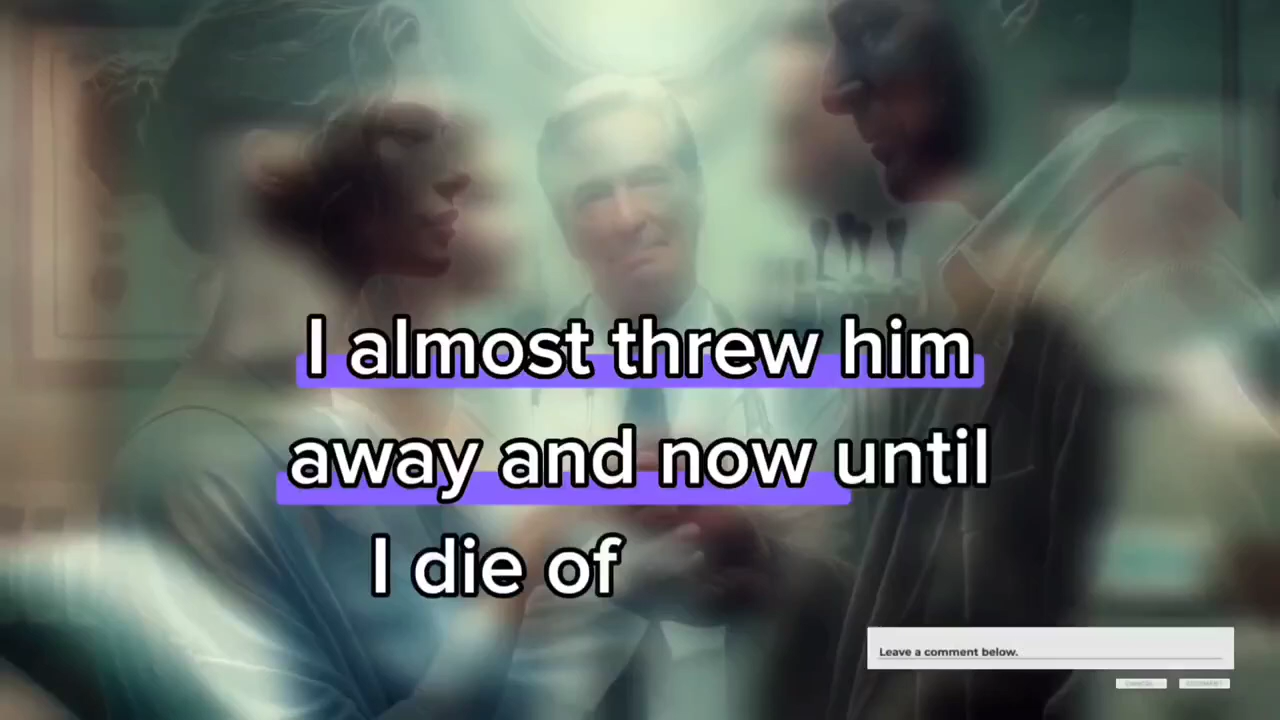 I almost threw him
away and now until
I die of
Leave a comment below.